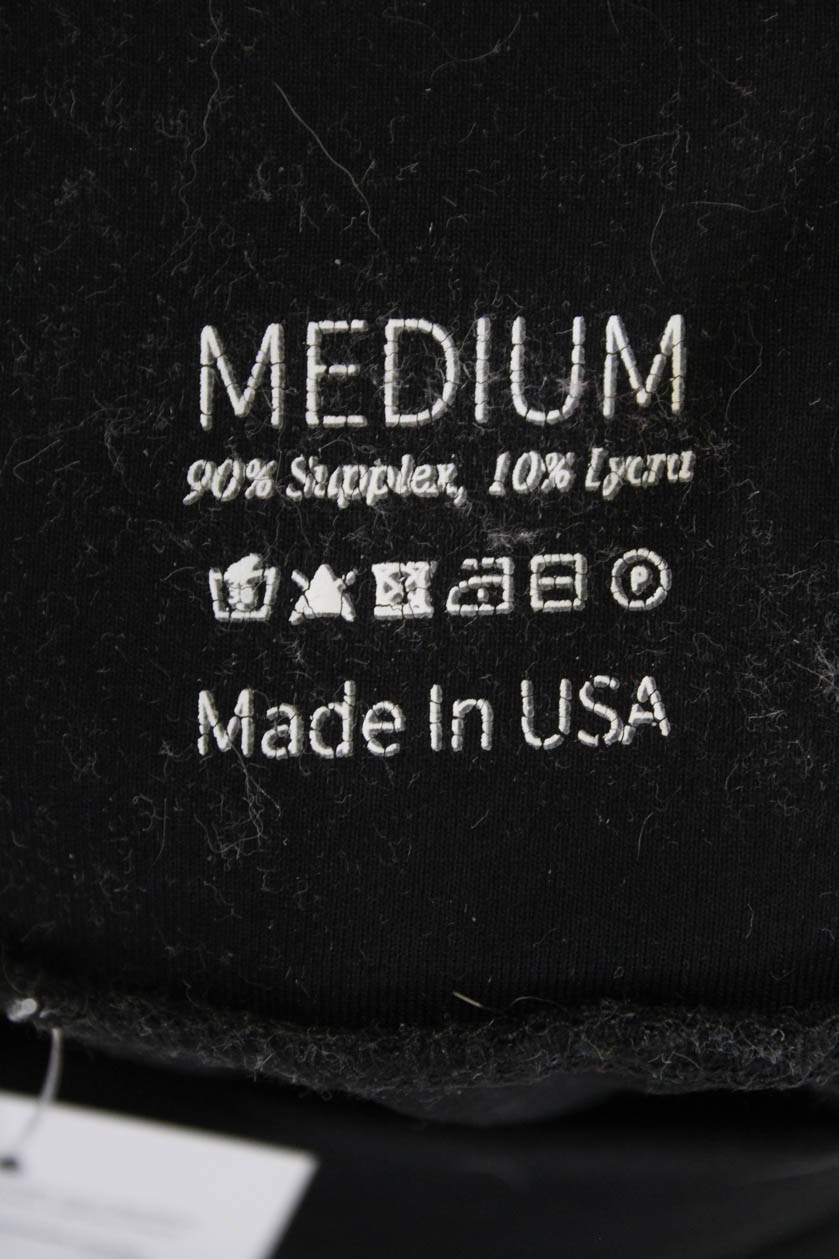 MEDIUM
90% Supplex, 10% Lycra
P
Made In USA